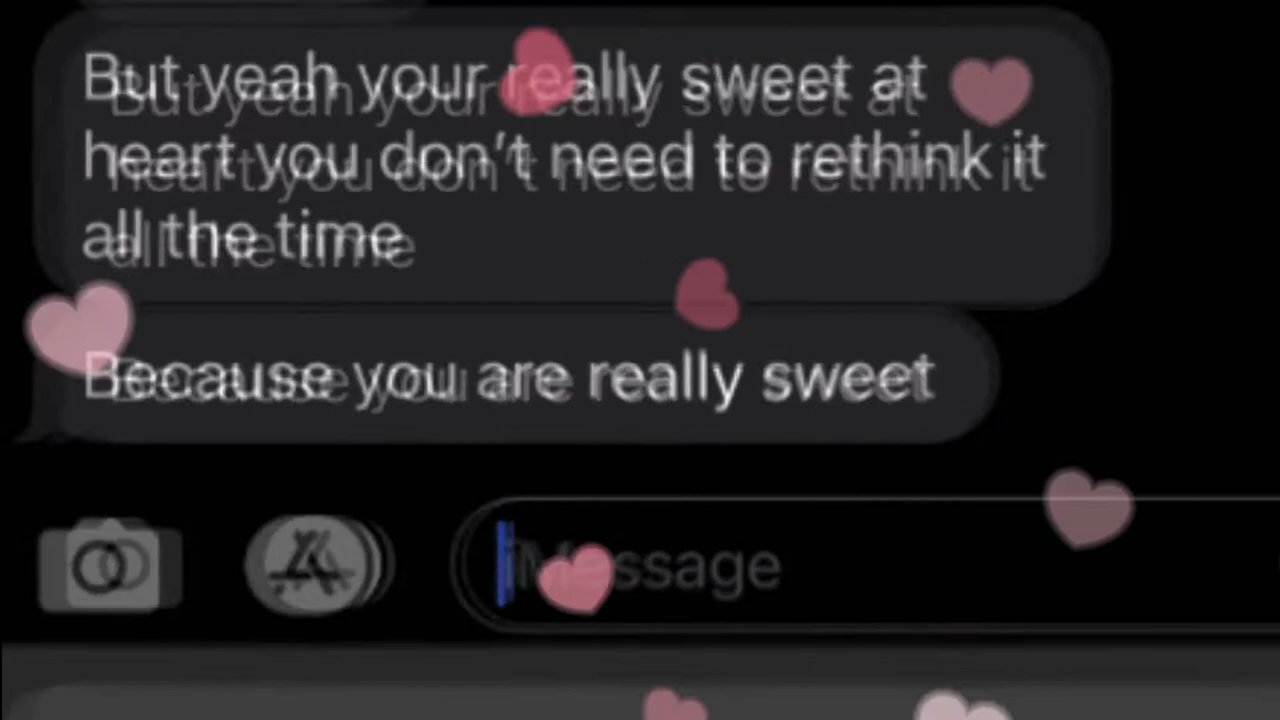 But yeah your really sweet at
heart you don't need to rethink it
all the time
Because you are really sweet
iMessage